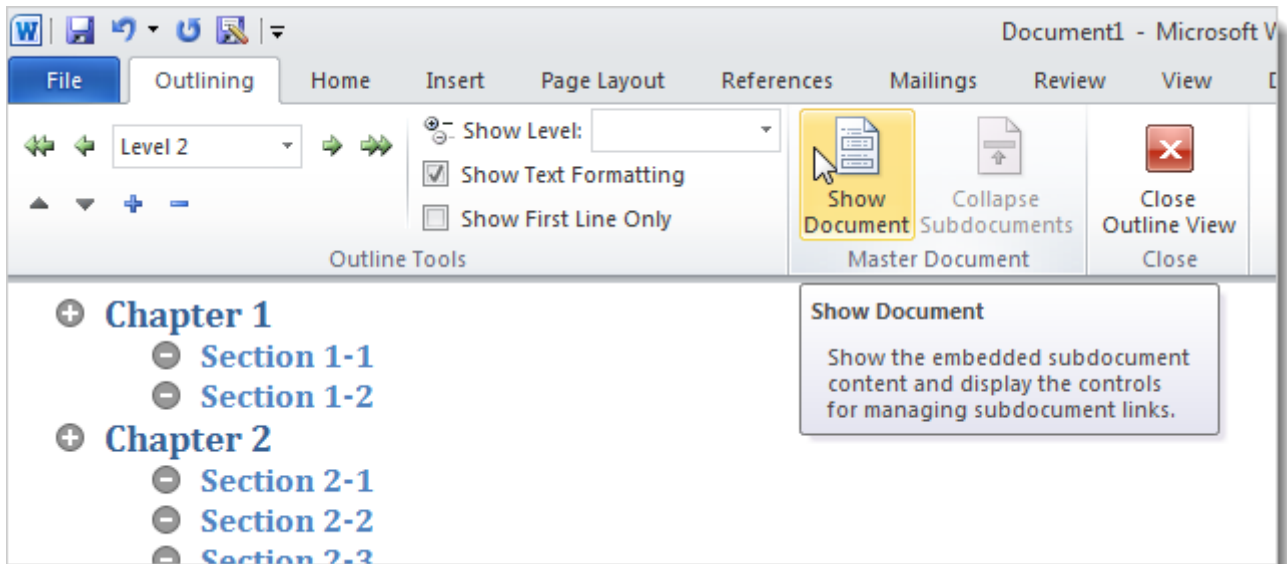 W
Document1 - Microsoft W
File Outlining Home Insert Page Layout References Mailings Review View
Level 2
Show Level:
Show Text Formatting
Show First Line Only
Outline Tools
Show
Document
Collapse
Subdocuments
Master Document
Close
Outline View
Close
Show Document
Show the embedded subdocument
content and display the controls
for managing subdocument links.
Chapter 1
Section 1-1
Section 1-2
Chapter 2
Section 2-1
Section 2-2
Section 2-3